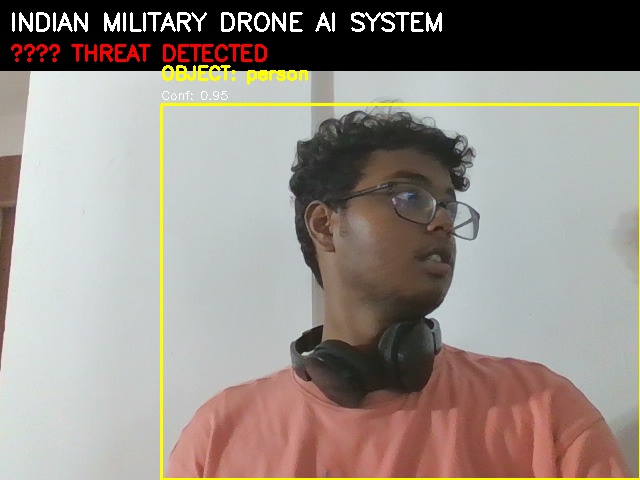 INDIAN MILITARY DRONE AI SYSTEM
???? THREAT DETECTED
OBJECT: person
Conf: 0.95